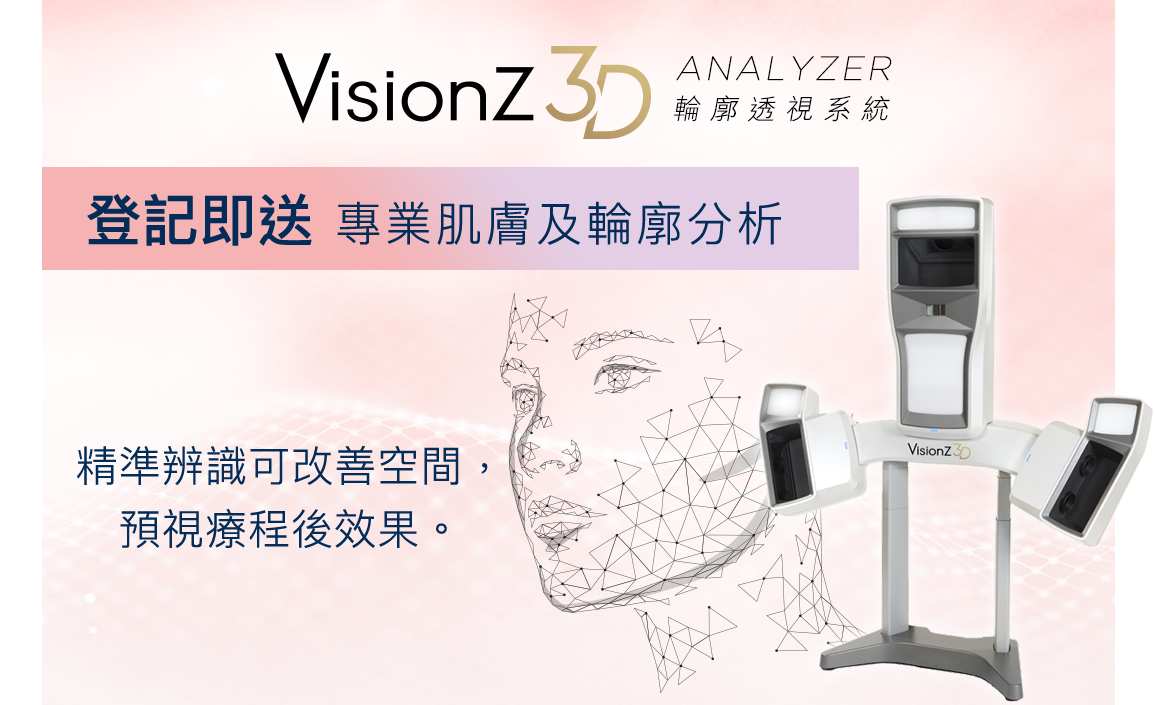 VisionZ 3D ANALYZER
輪廓透視系統
登記即送 專業肌膚及輪廓分析
精準辨識可改善空間，
預視療程後效果。
VisionZ 3D